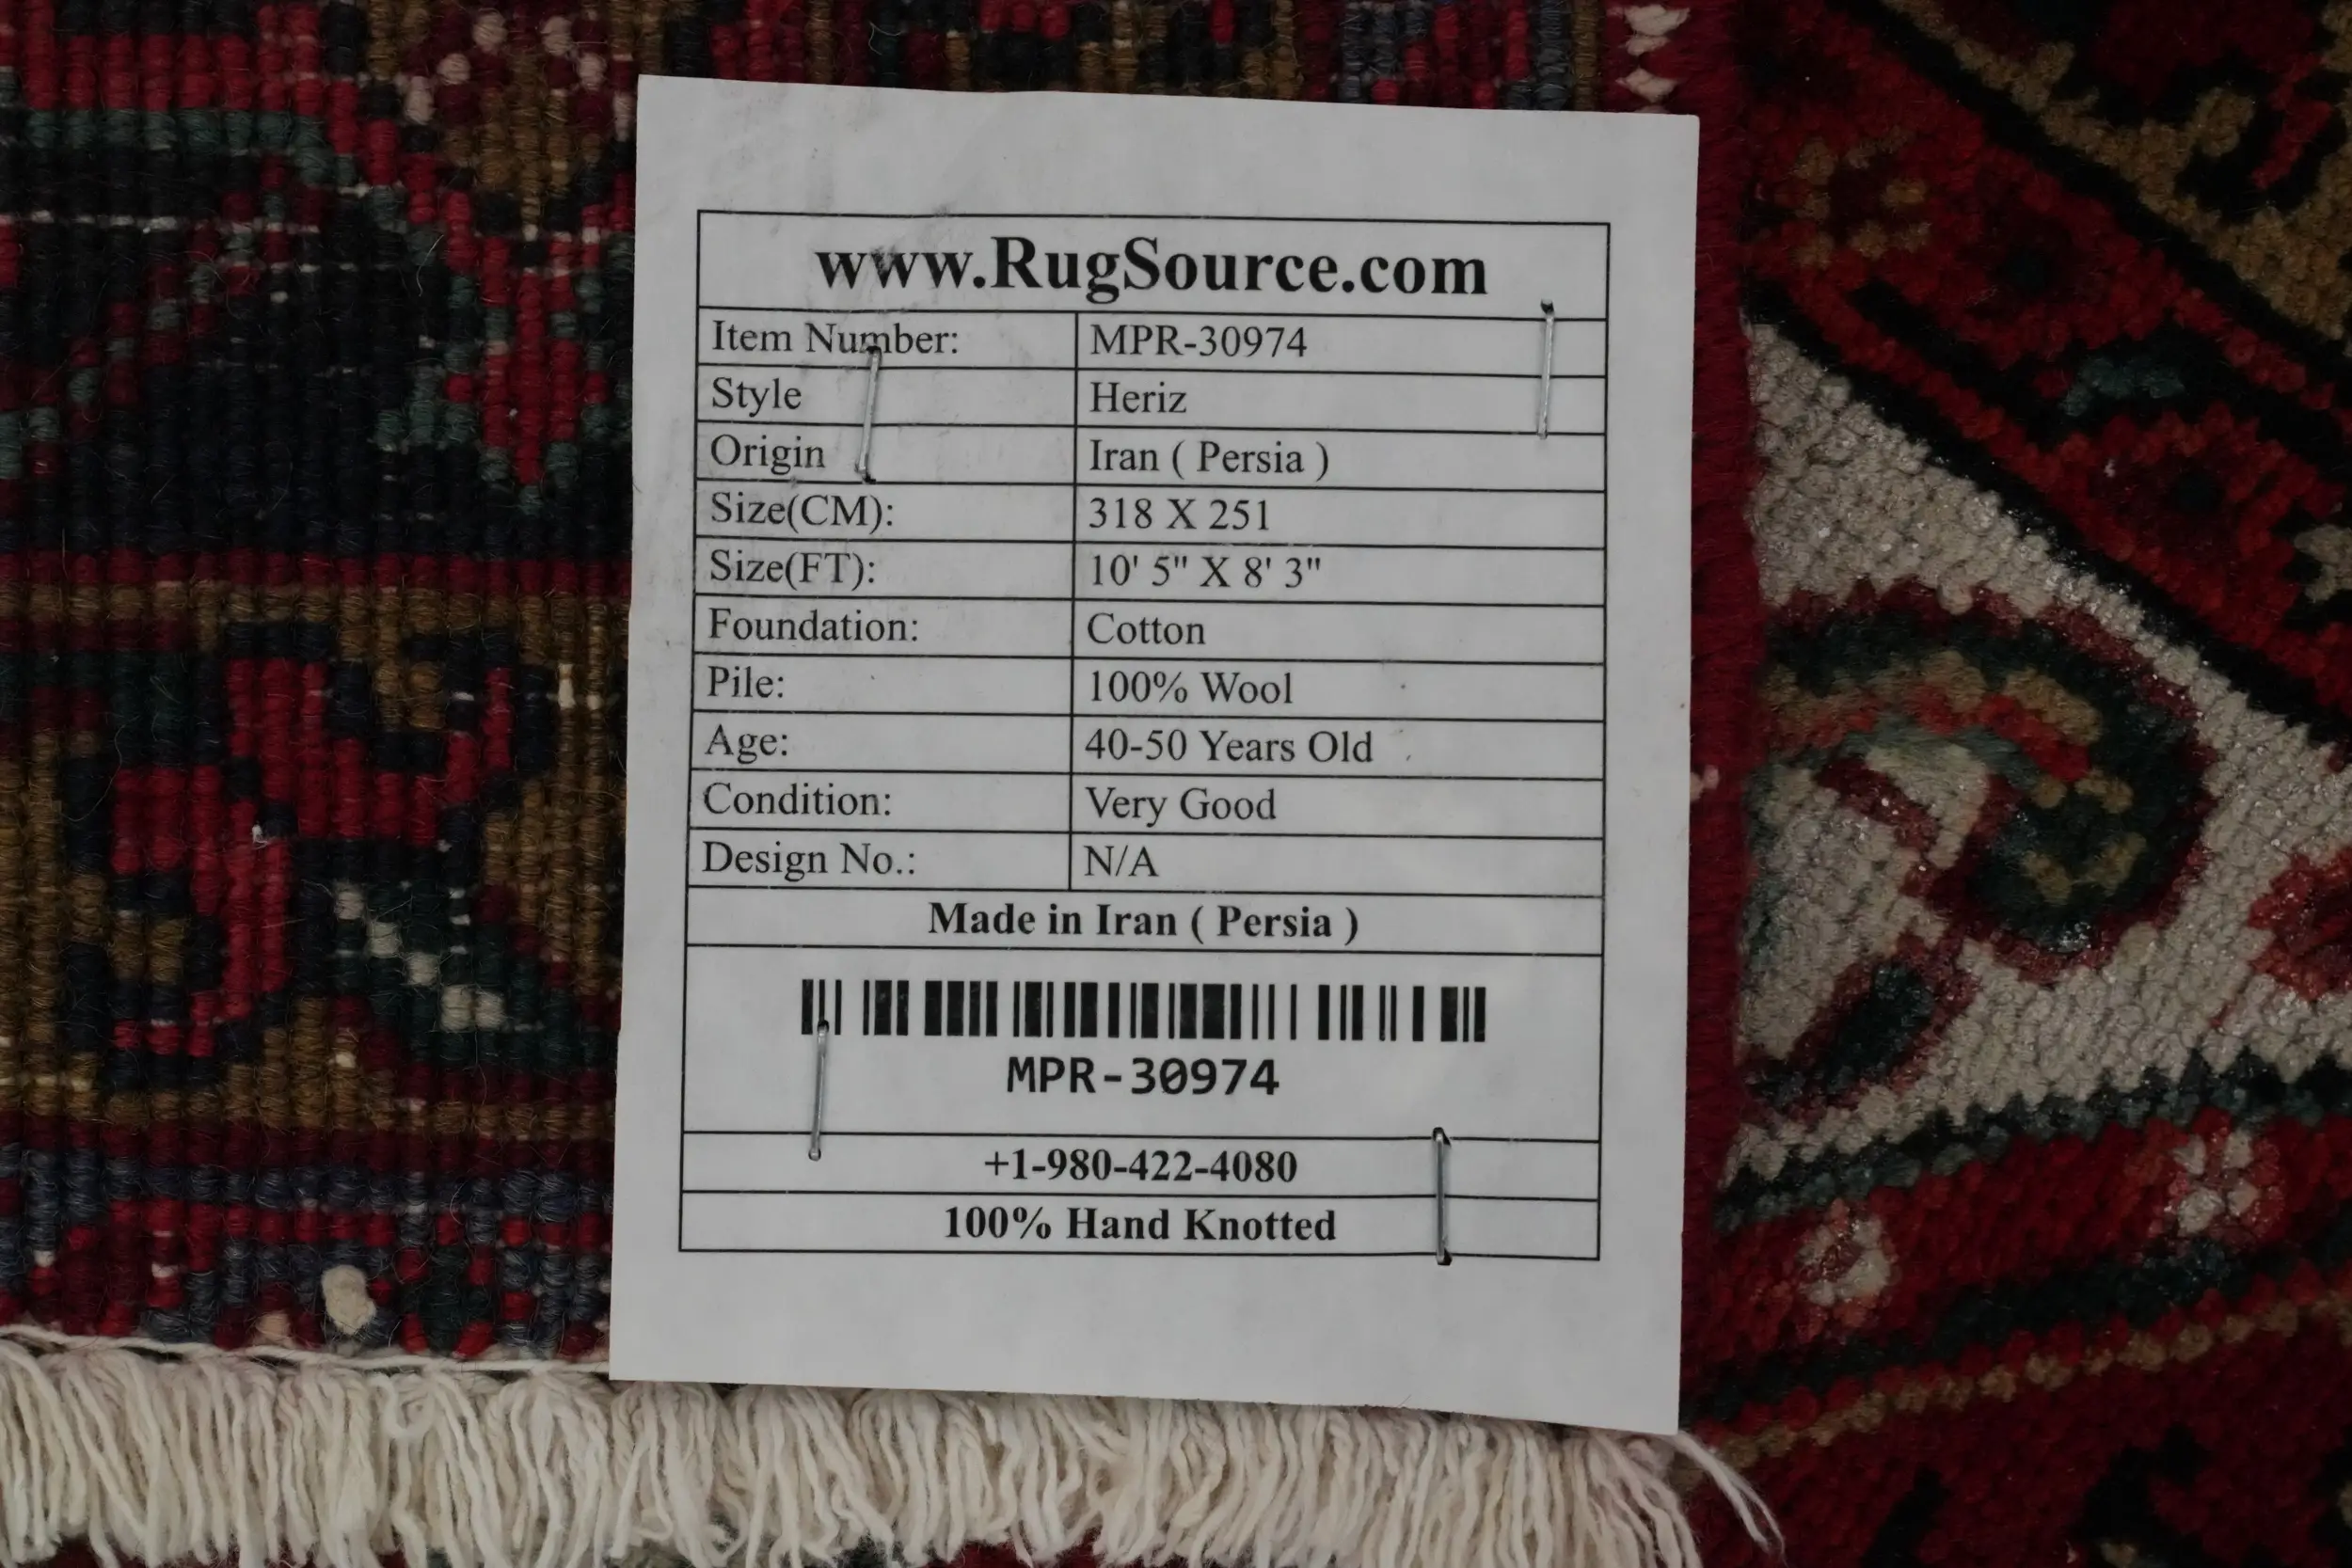 www.RugSource.com
Item Number: MPR-30974
Style Heriz
Origin Iran ( Persia )
Size(CM): 318 X 251
Size(FT): 10' 5" X 8' 3"
Foundation: Cotton
Pile: 100% Wool
Age: 40-50 Years Old
Condition: Very Good
Design No.: N/A
Made in Iran ( Persia )
MPR-30974
+1-980-422-4080
100% Hand Knotted